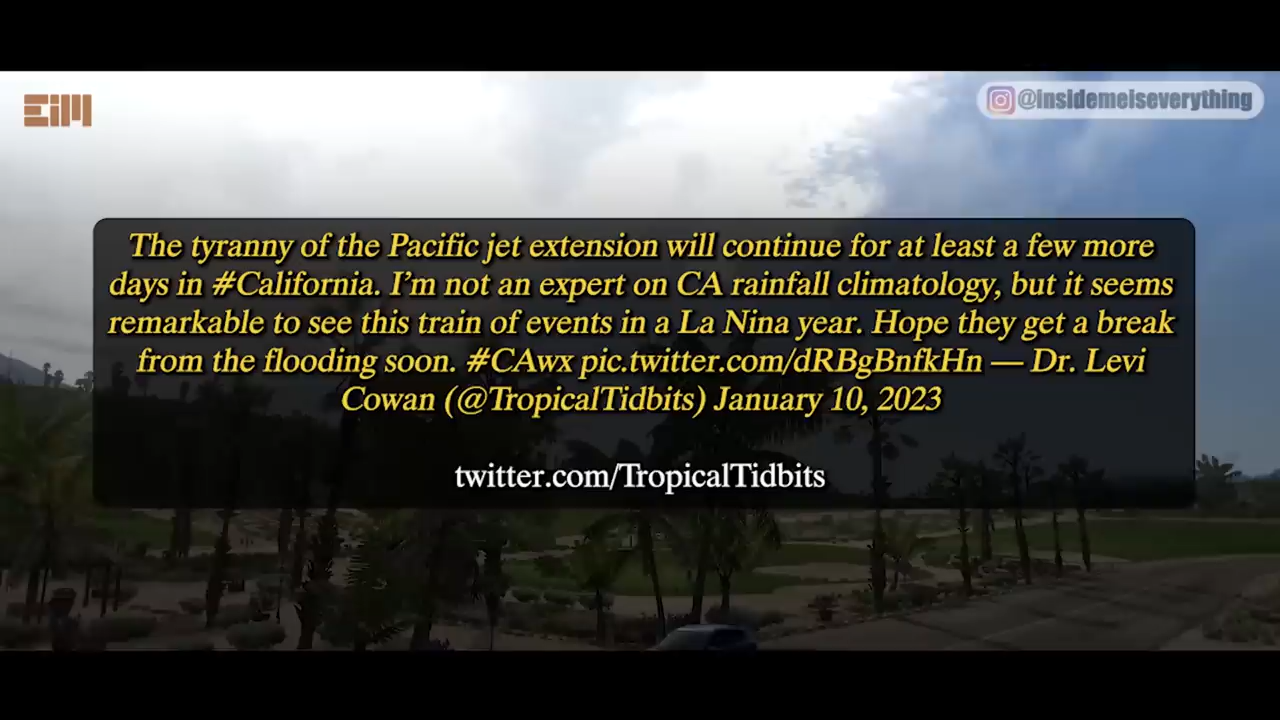 EiM
@insidemeiseverything
The tyranny of the Pacific jet extension will continue for at least a few more
days in #California. I’m not an expert on CA rainfall climatology, but it seems
remarkable to see this train of events in a La Nina year. Hope they get a break
from the flooding soon. #CAwx pic.twitter.com/dRBgBnfkHn — Dr. Levi
Cowan (@TropicalTidbits) January 10, 2023
twitter.com/TropicalTidbits